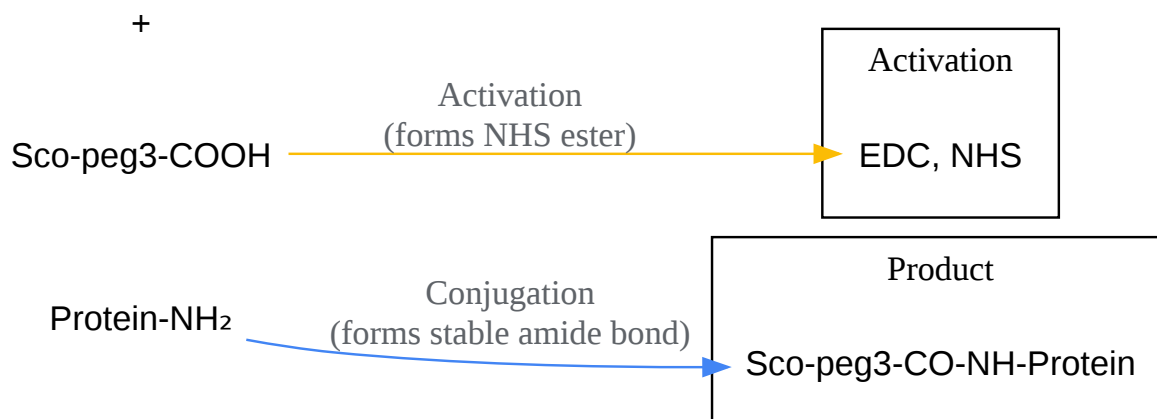 +
Activation
Activation
(forms NHS ester)
Sco-peg3-COOH
EDC, NHS
Product
Conjugation
(forms stable amide bond)
Protein-NH₂
Sco-peg3-CO-NH-Protein